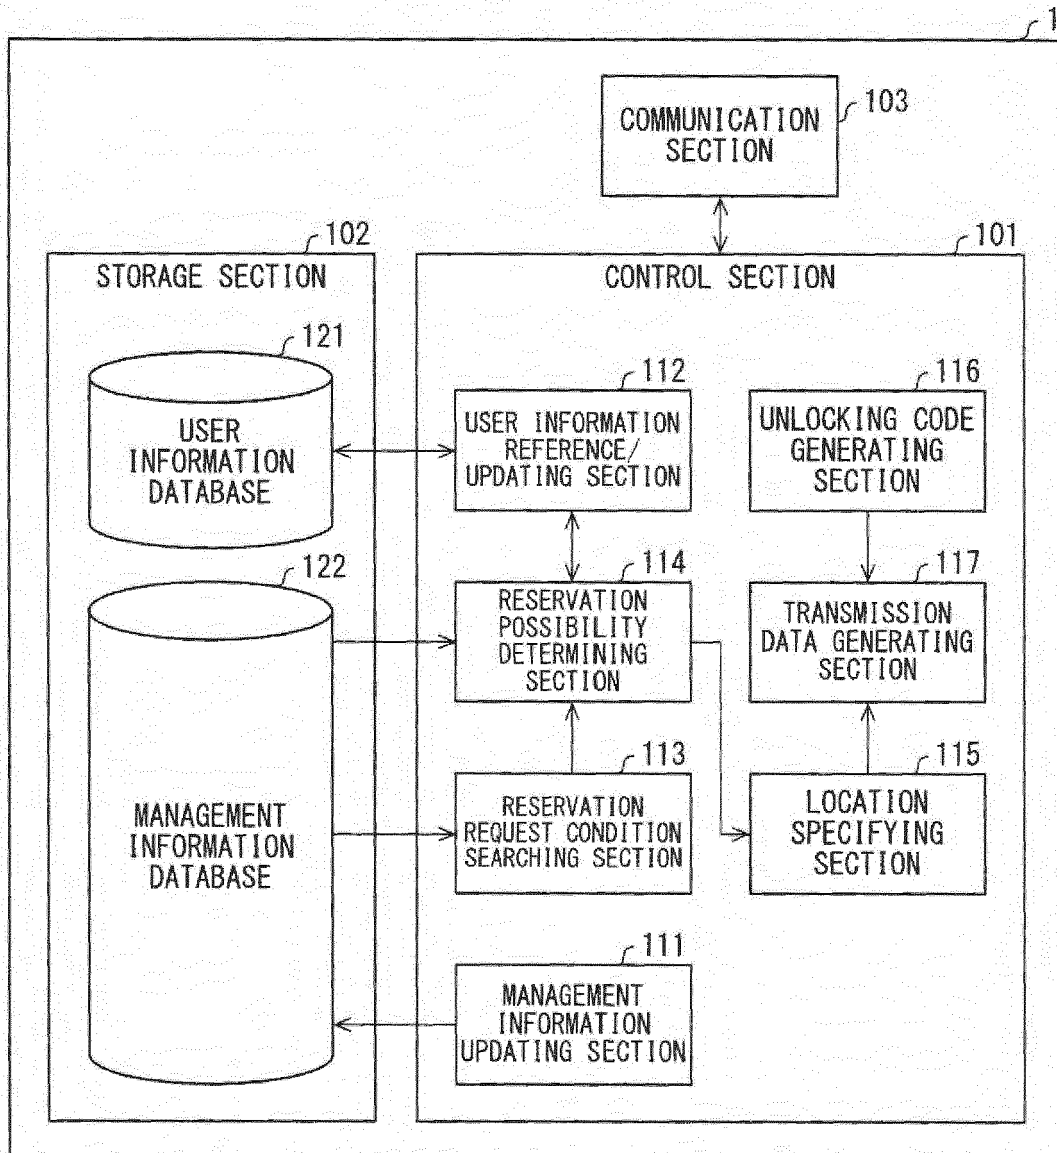 1
COMMUNICATION
SECTION
103
102
STORAGE SECTION
101
CONTROL SECTION
121
USER
INFORMATION
DATABASE
112
USER INFORMATION
REFERENCE/
UPDATING SECTION
116
UNLOCKING CODE
GENERATING
SECTION
122
MANAGEMENT
INFORMATION
DATABASE
114
RESERVATION
POSSIBILITY
DETERMINING
SECTION
117
TRANSMISSION
DATA GENERATING
SECTION
113
RESERVATION
REQUEST CONDITION
SEARCHING SECTION
115
LOCATION
SPECIFYING
SECTION
111
MANAGEMENT
INFORMATION
UPDATING SECTION